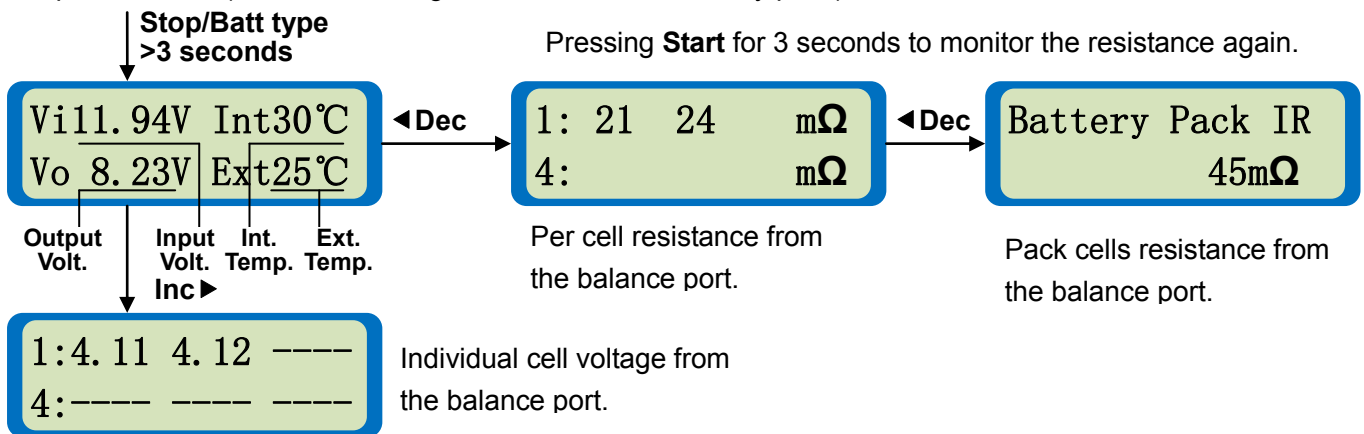 Stop/Batt type
>3 seconds
Pressing Start for 3 seconds to monitor the resistance again.
Vi11.94V Int30℃
Vo 8.23V Ext25℃
◀Dec
1: 21 24 mΩ
4: mΩ
◀Dec
Battery Pack IR
45mΩ
Output Volt.
Input Volt.
Int. Temp.
Ext. Temp.
Inc▶
Per cell resistance from
the balance port.
Pack cells resistance from
the balance port.
1:4.11 4.12 ----
4:---- ---- ----
Individual cell voltage from
the balance port.